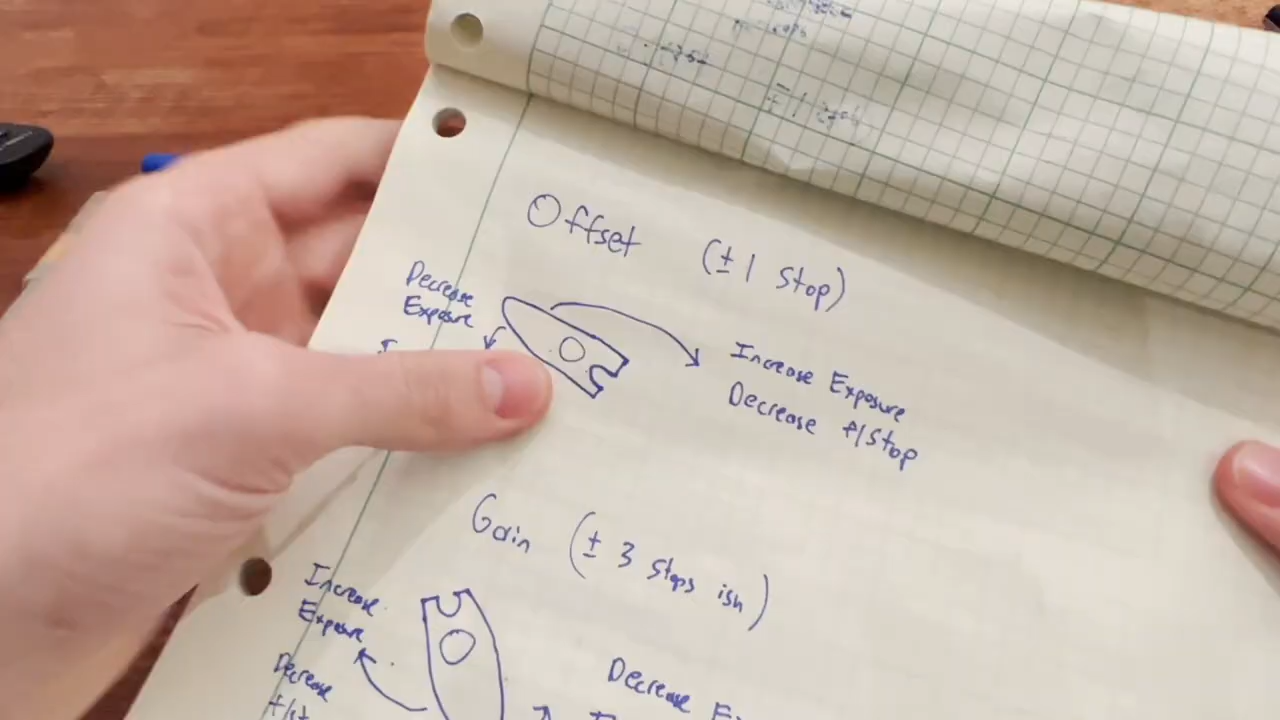 Offset (± 1 stop)
Decrease
Exposure
Increase Exposure
Decrease f/stop
Gain (± 3 stops ish)
Increase
Exposure
Decrease
Decrease